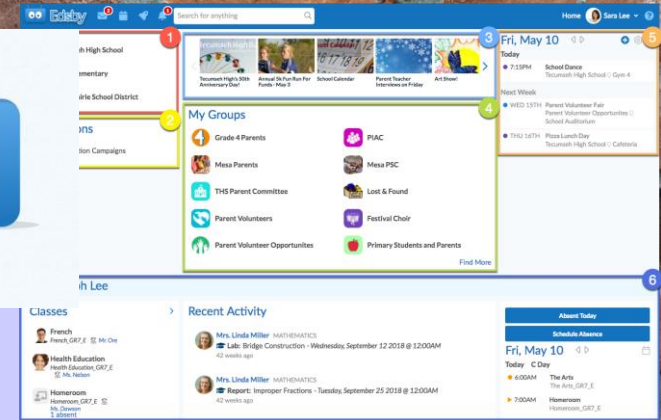 Edsby
Search for anything
Home Sara Lee
1
h High School
ementary
irie School District
2
ons
ion Campaigns
3
Tecumseh High's 50th Anniversary Day!
Annual 5k Fun Run For Funds - May 3
School Calendar
Parent Teacher Interviews on Friday
Art Show!
4
My Groups
Grade 4 Parents
PIAC
Mesa Parents
Mesa PSC
THS Parent Committee
Lost & Found
Parent Volunteers
Festival Choir
Parent Volunteer Opportunites
Primary Students and Parents
Find More
5
Fri, May 10
Today
7:15PM School Dance
Tecumseh High School Gym 4
Next Week
WED 15TH Parent Volunteer Fair
Parent Volunteer Opportunities
School Auditorium
THU 16TH Pizza Lunch Day
Tecumseh High School Cafeteria
6
h Lee
Classes
French
French_GR7_E Mr. Ore
Health Education
Health Education_GR7_E
Ms. Nelson
Homeroom
Homeroom_GR7_E
Ms. Dawson
1 absent
Recent Activity
Mrs. Linda Miller MATHEMATICS
Lab: Bridge Construction - Wednesday, September 12 2018 @ 12:00AM
42 weeks ago
Mrs. Linda Miller MATHEMATICS
Report: Improper Fractions - Tuesday, September 25 2018 @ 12:00AM
42 weeks ago
Absent Today
Schedule Absence
Fri, May 10
Today C Day
6:00AM The Arts
The Arts_GR7_E
7:00AM Homeroom
Homeroom_GR7_E